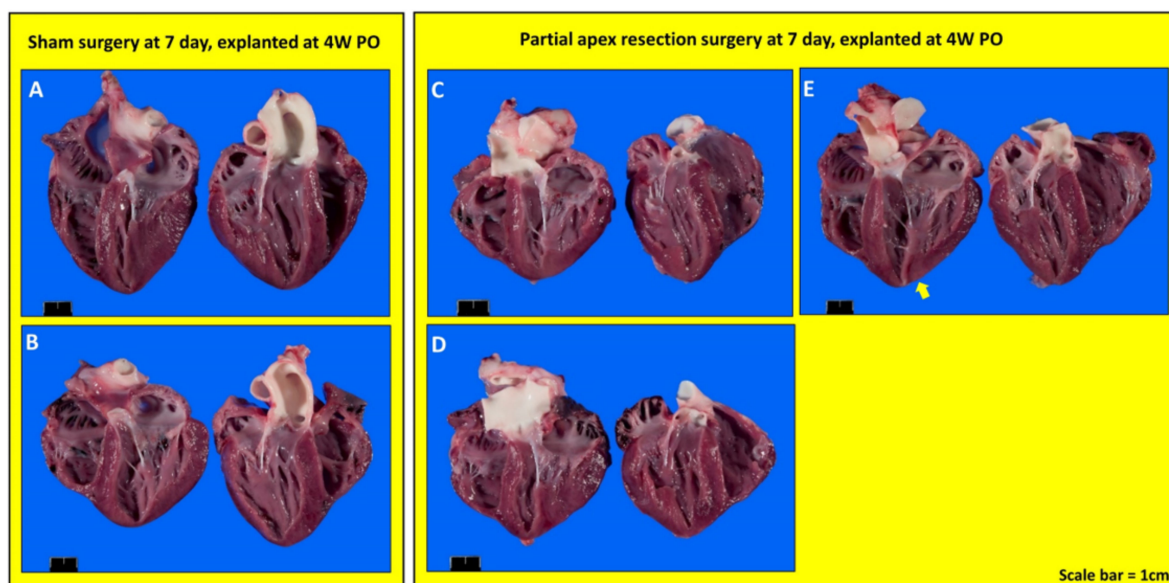 Sham surgery at 7 day, explanted at 4W PO
Partial apex resection surgery at 7 day, explanted at 4W PO
A
C
E
B
D
Scale bar = 1cm